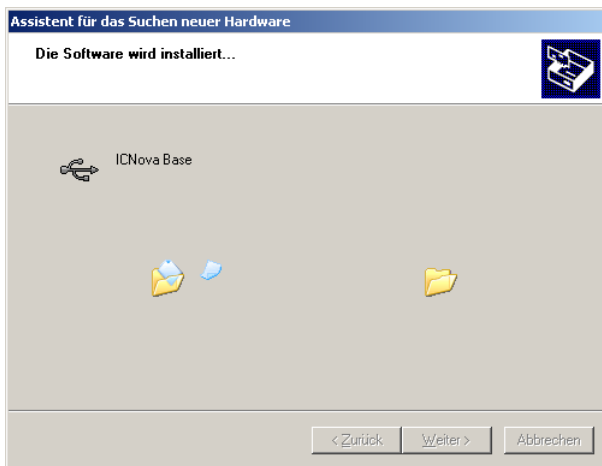 Assistent für das Suchen neuer Hardware
Die Software wird installiert...
ICNova Base
< Zurück
Weiter >
Abbrechen